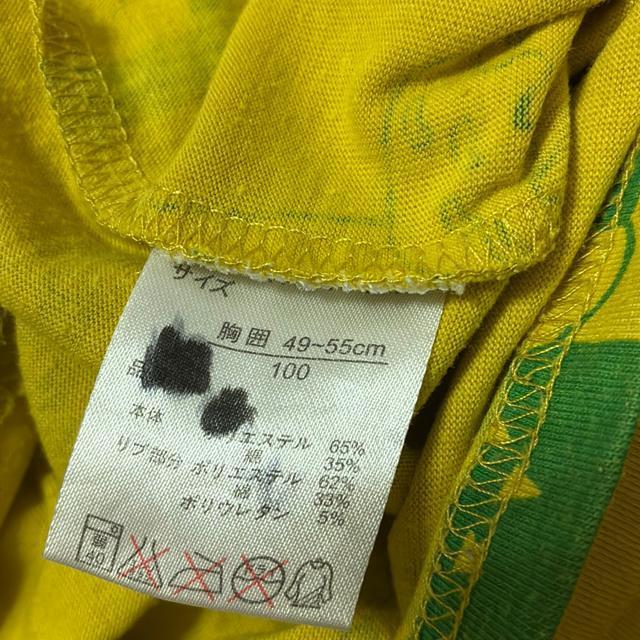 サイズ
胸囲 49~55cm
100
品
本体 リエステル 65%
綿 35%
リブ部分 ポリエステル 62%
綿 33%
ポリウレタン 5%
40